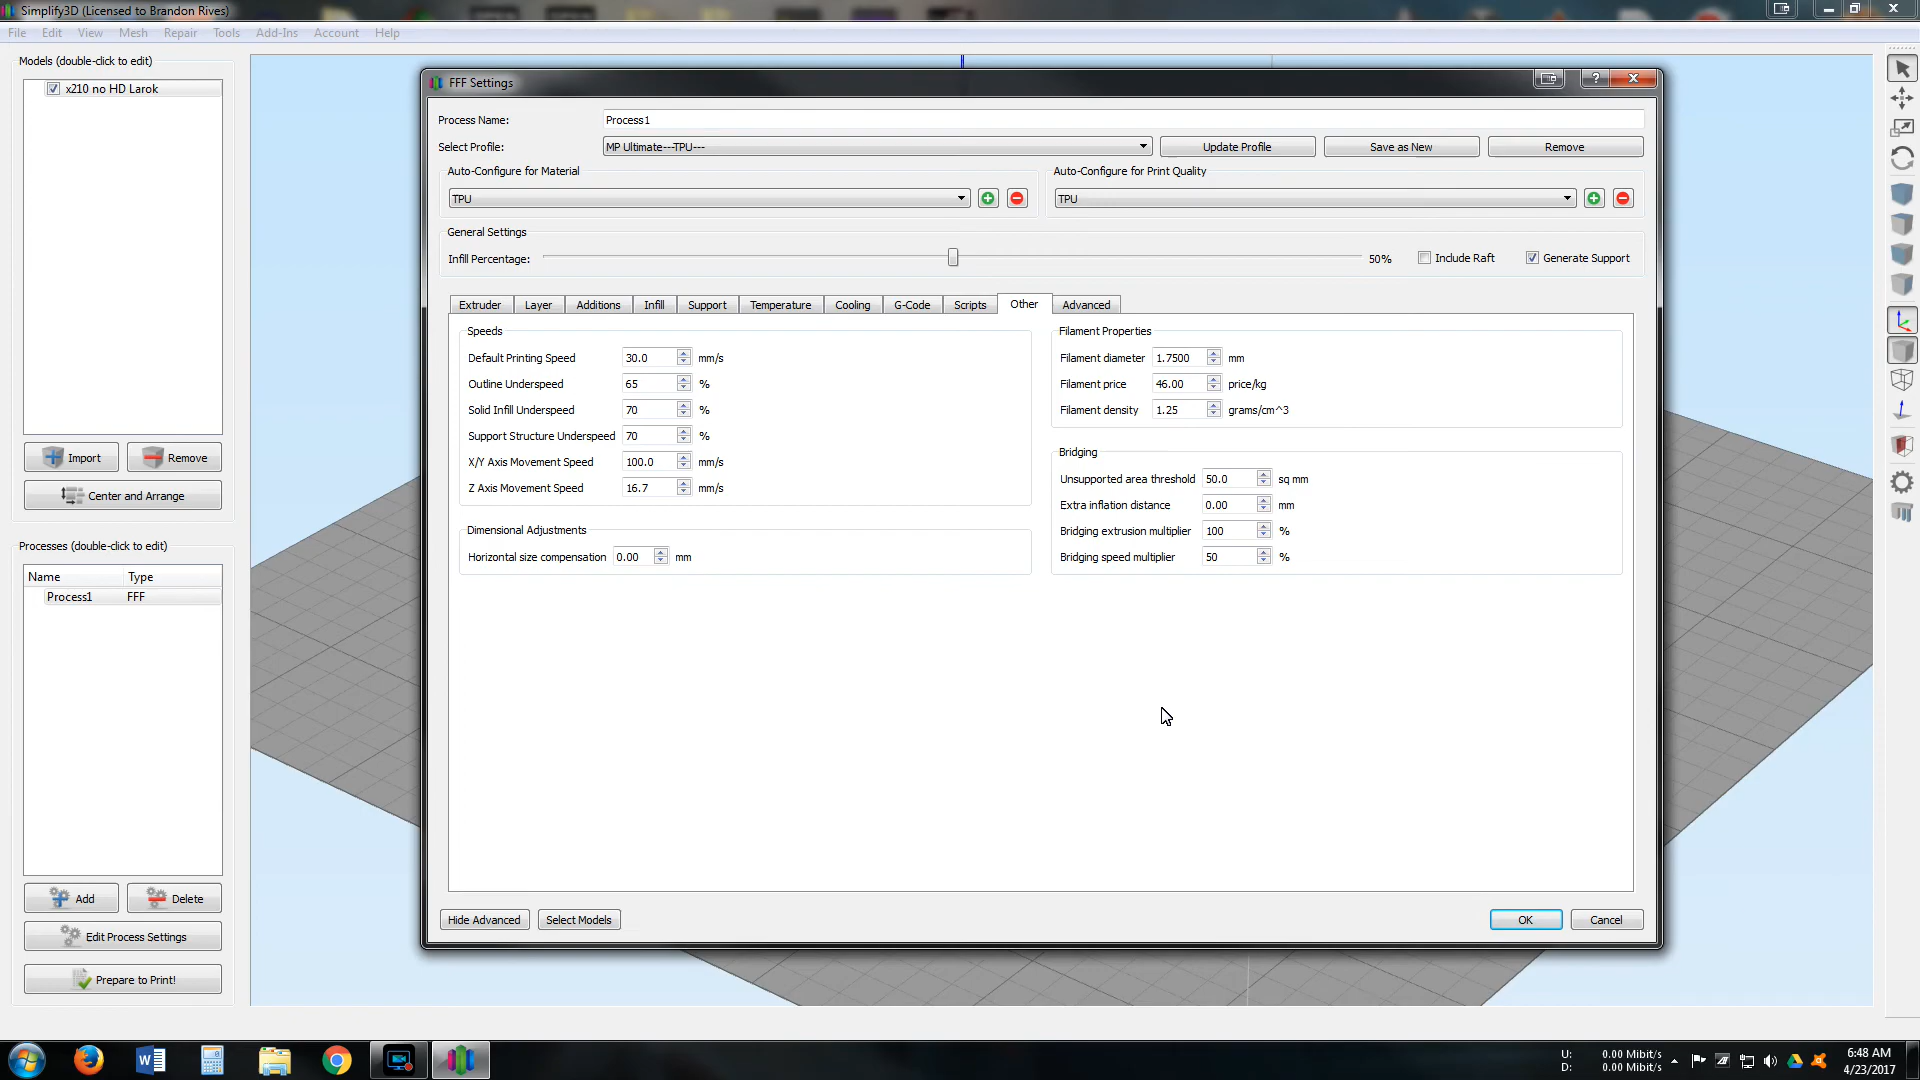 Simplify3D (Licensed to Brandon Rives)
File Edit View Mesh Repair Tools Add-Ins Account Help
Models (double-click to edit)
x210 no HD Larok
Import Remove
Center and Arrange
Processes (double-click to edit)
Name Type
Process1 FFF
Add Delete
Edit Process Settings
Prepare to Print!
FFF Settings
?
Process Name: Process1
Select Profile: MP Ultimate---TPU--- Update Profile Save as New Remove
Auto-Configure for Material
TPU
Auto-Configure for Print Quality
TPU
General Settings
Infill Percentage: 50% Include Raft Generate Support
Extruder Layer Additions Infill Support Temperature Cooling G-Code Scripts Other Advanced
Speeds
Default Printing Speed 30.0 mm/s
Outline Underspeed 65 %
Solid Infill Underspeed 70 %
Support Structure Underspeed 70 %
X/Y Axis Movement Speed 100.0 mm/s
Z Axis Movement Speed 16.7 mm/s
Dimensional Adjustments
Horizontal size compensation 0.00 mm
Filament Properties
Filament diameter 1.7500 mm
Filament price 46.00 price/kg
Filament density 1.25 grams/cm^3
Bridging
Unsupported area threshold 50.0 sq mm
Extra inflation distance 0.00 mm
Bridging extrusion multiplier 100 %
Bridging speed multiplier 50 %
Hide Advanced Select Models OK Cancel
U: 0.00 Mibit/s
D: 0.00 Mibit/s
6:48 AM
4/23/2017